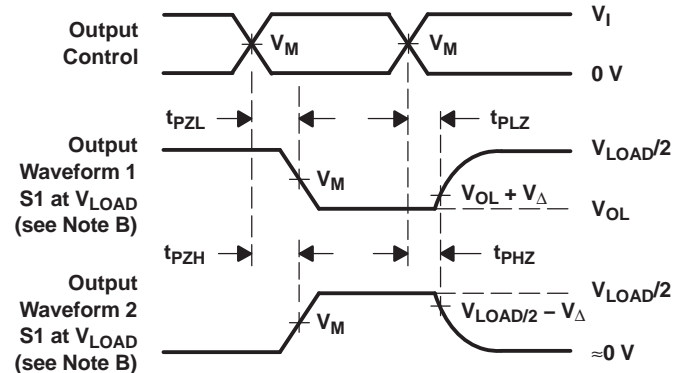 Output
Control
V_M
V_M
V_I
0 V
t_PZL
t_PLZ
Output
Waveform 1
S1 at V_LOAD
(see Note B)
V_M
V_OL + V_Δ
V_LOAD/2
V_OL
t_PZH
t_PHZ
Output
Waveform 2
S1 at V_LOAD
(see Note B)
V_M
V_LOAD/2 – V_Δ
V_LOAD/2
≈0 V